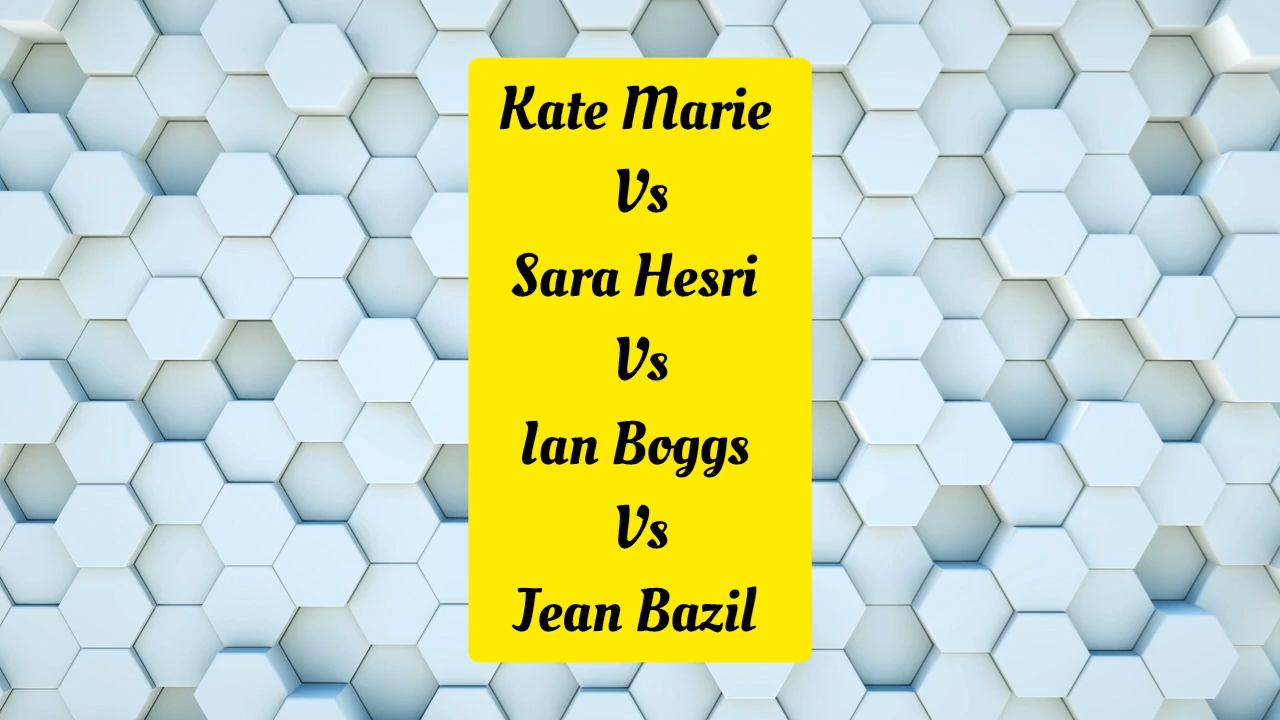 Kate Marie
Vs
Sara Hesri
Vs
Ian Boggs
Vs
Jean Bazil